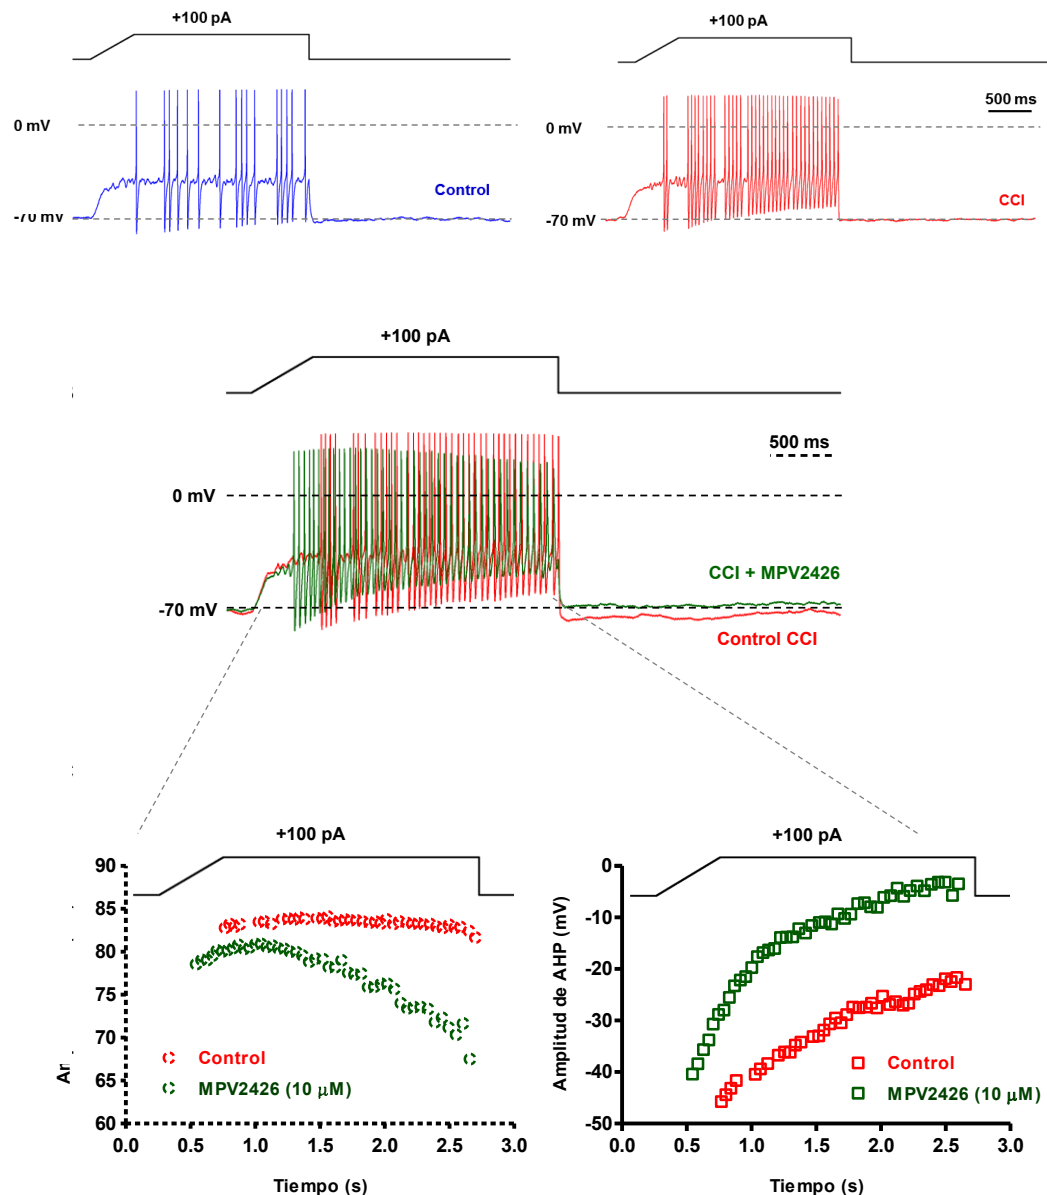 +100 pA
+100 pA
500 ms
0 mV
0 mV
Control
CCI
-70 mV
-70 mV
+100 pA
500 ms
0 mV
CCI + MPV2426
-70 mV
Control CCI
+100 pA
90
85
80
75
70
65
60
Control
MPV2426 (10 μM)
0.0 0.5 1.0 1.5 2.0 2.5 3.0
Tiempo (s)
+100 pA
Amplitud de AHP (mV)
0
-10
-20
-30
-40
-50
Control
MPV2426 (10 μM)
0.0 0.5 1.0 1.5 2.0 2.5 3.0
Tiempo (s)